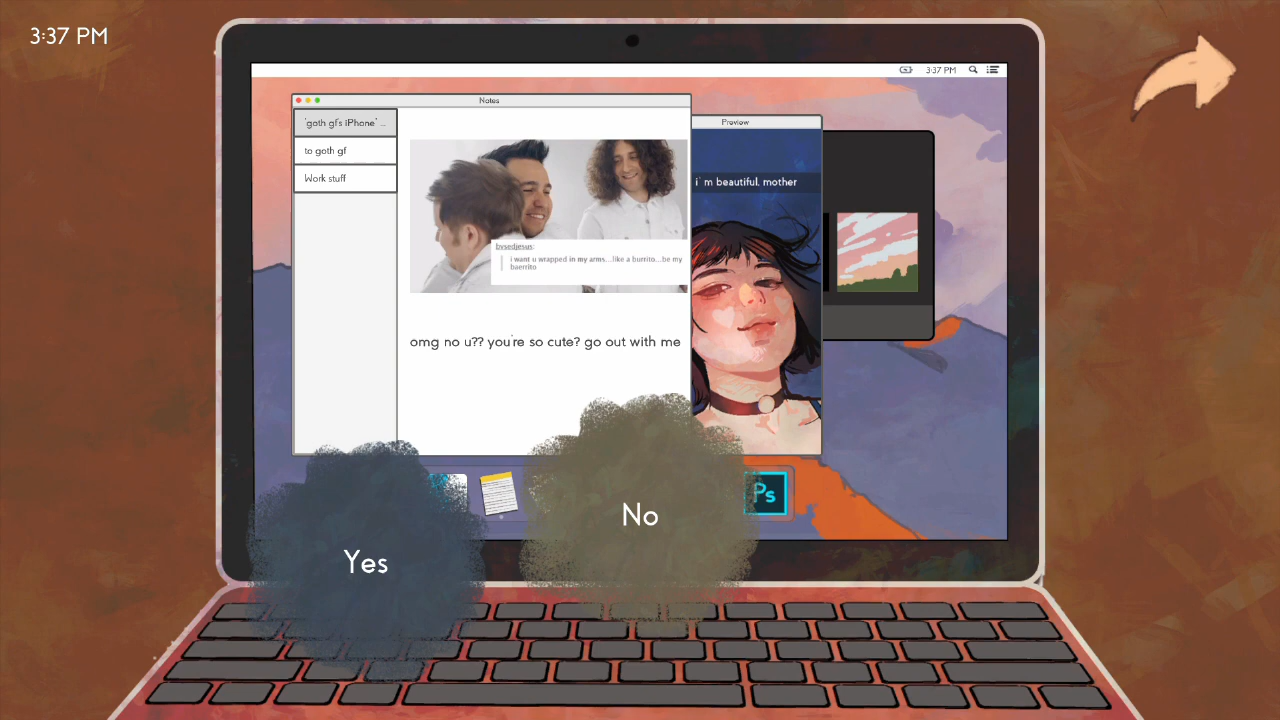 3:37 PM
3:37 PM
Notes
'goth gfs iPhone' ...
to goth gf
Work stuff
bvsedjesus:
i want u wrapped in my arms...like a burrito...be my
baerrito
omg no u?? you're so cute? go out with me
Preview
i'm beautiful, mother
Ps
No
Yes